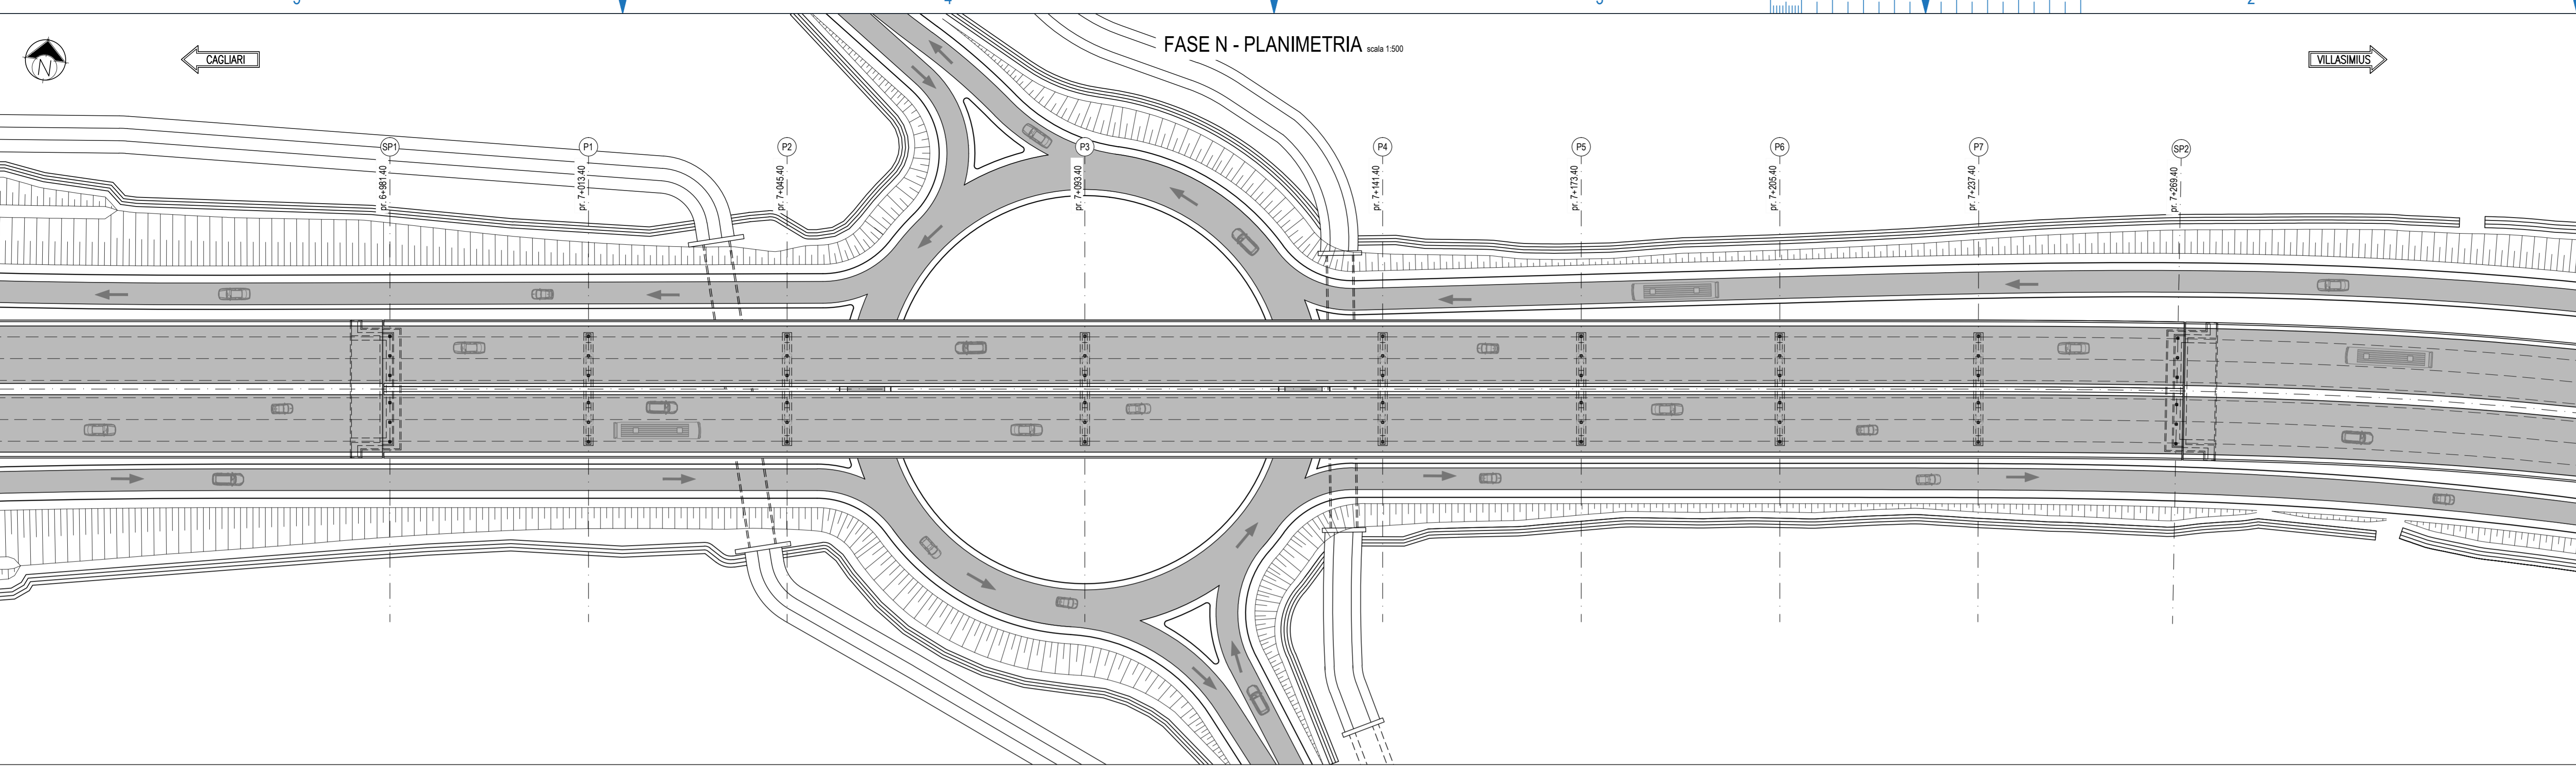 FASE N - PLANIMETRIA scala 1:500
N
CAGLIARI
VILLASIMIUS
SP1
P1
P2
P3
P4
P5
P6
P7
SP2
pr. 6+981.40
pr. 7+013.40
pr. 7+045.40
pr. 7+093.40
pr. 7+141.40
pr. 7+173.40
pr. 7+205.40
pr. 7+237.40
pr. 7+269.40